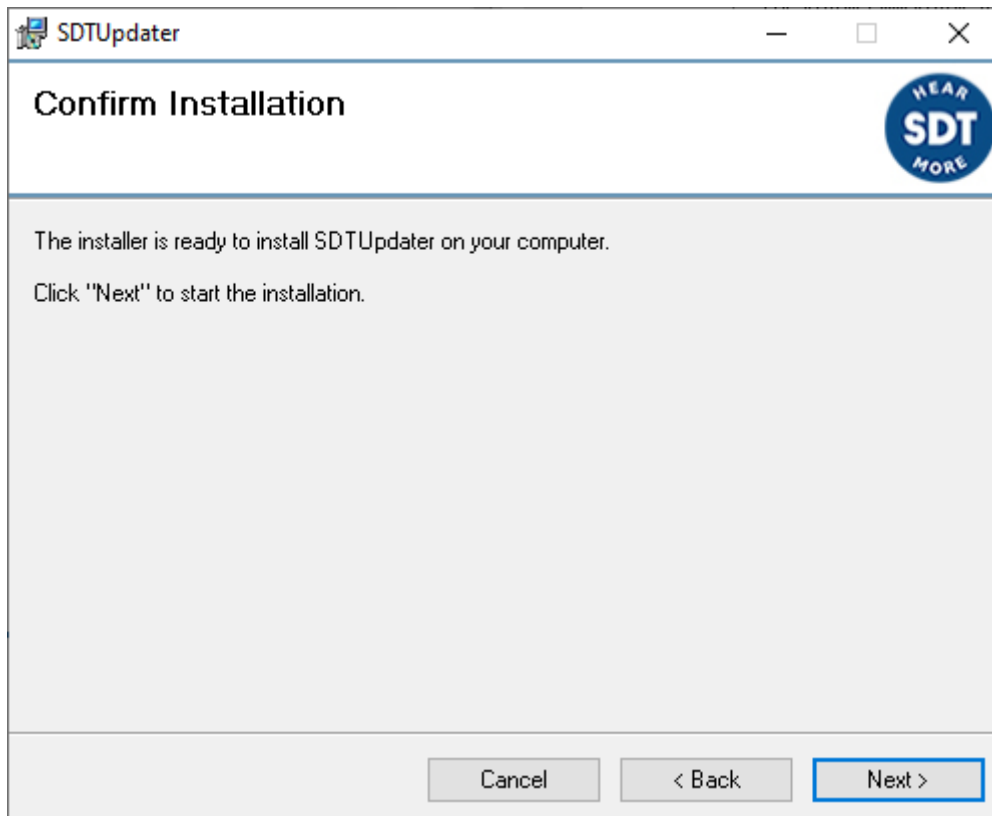 SDTUpdater
Confirm Installation
HEAR
SDT
MORE
The installer is ready to install SDTUpdater on your computer.
Click "Next" to start the installation.
Cancel
< Back
Next >